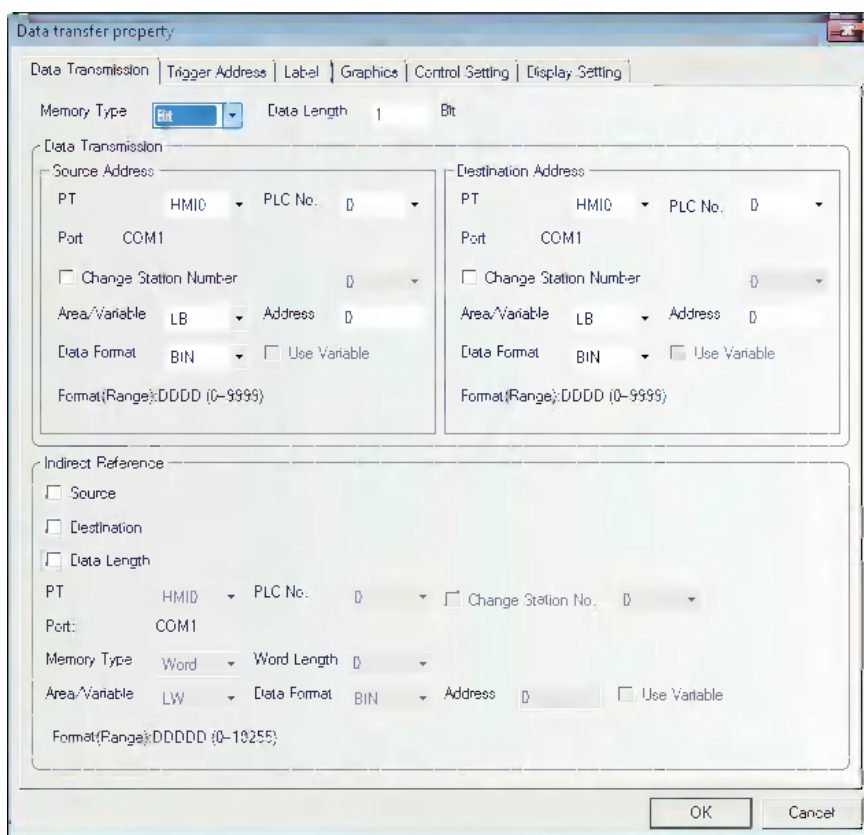 Data transfer property
Data Transmission Trigger Address Label Graphics Control Setting Display Setting
Memory Type Bit Data Length 1 Bit
Data Transmission
Source Address Destination Address
PT HMI0 PLC No. 0 PT HMI0 PLC No. 0
Port COM1 Port COM1
Change Station Number 0 Change Station Number 0
Area/Variable LB Address 0 Area/Variable LB Address 0
Data Format BIN Use Variable Data Format BIN Use Variable
Format(Range):DDDD (0~9999) Format(Range):DDDD (0~9999)
Indirect Reference
Source
Destination
Data Length
PT HMI0 PLC No. 0 Change Station No. 0
Port: COM1
Memory Type Word Word Length 0
Area/Variable LW Data Format BIN Address 0 Use Variable
Format(Range):DDDDD (0~10255)
OK Cancel